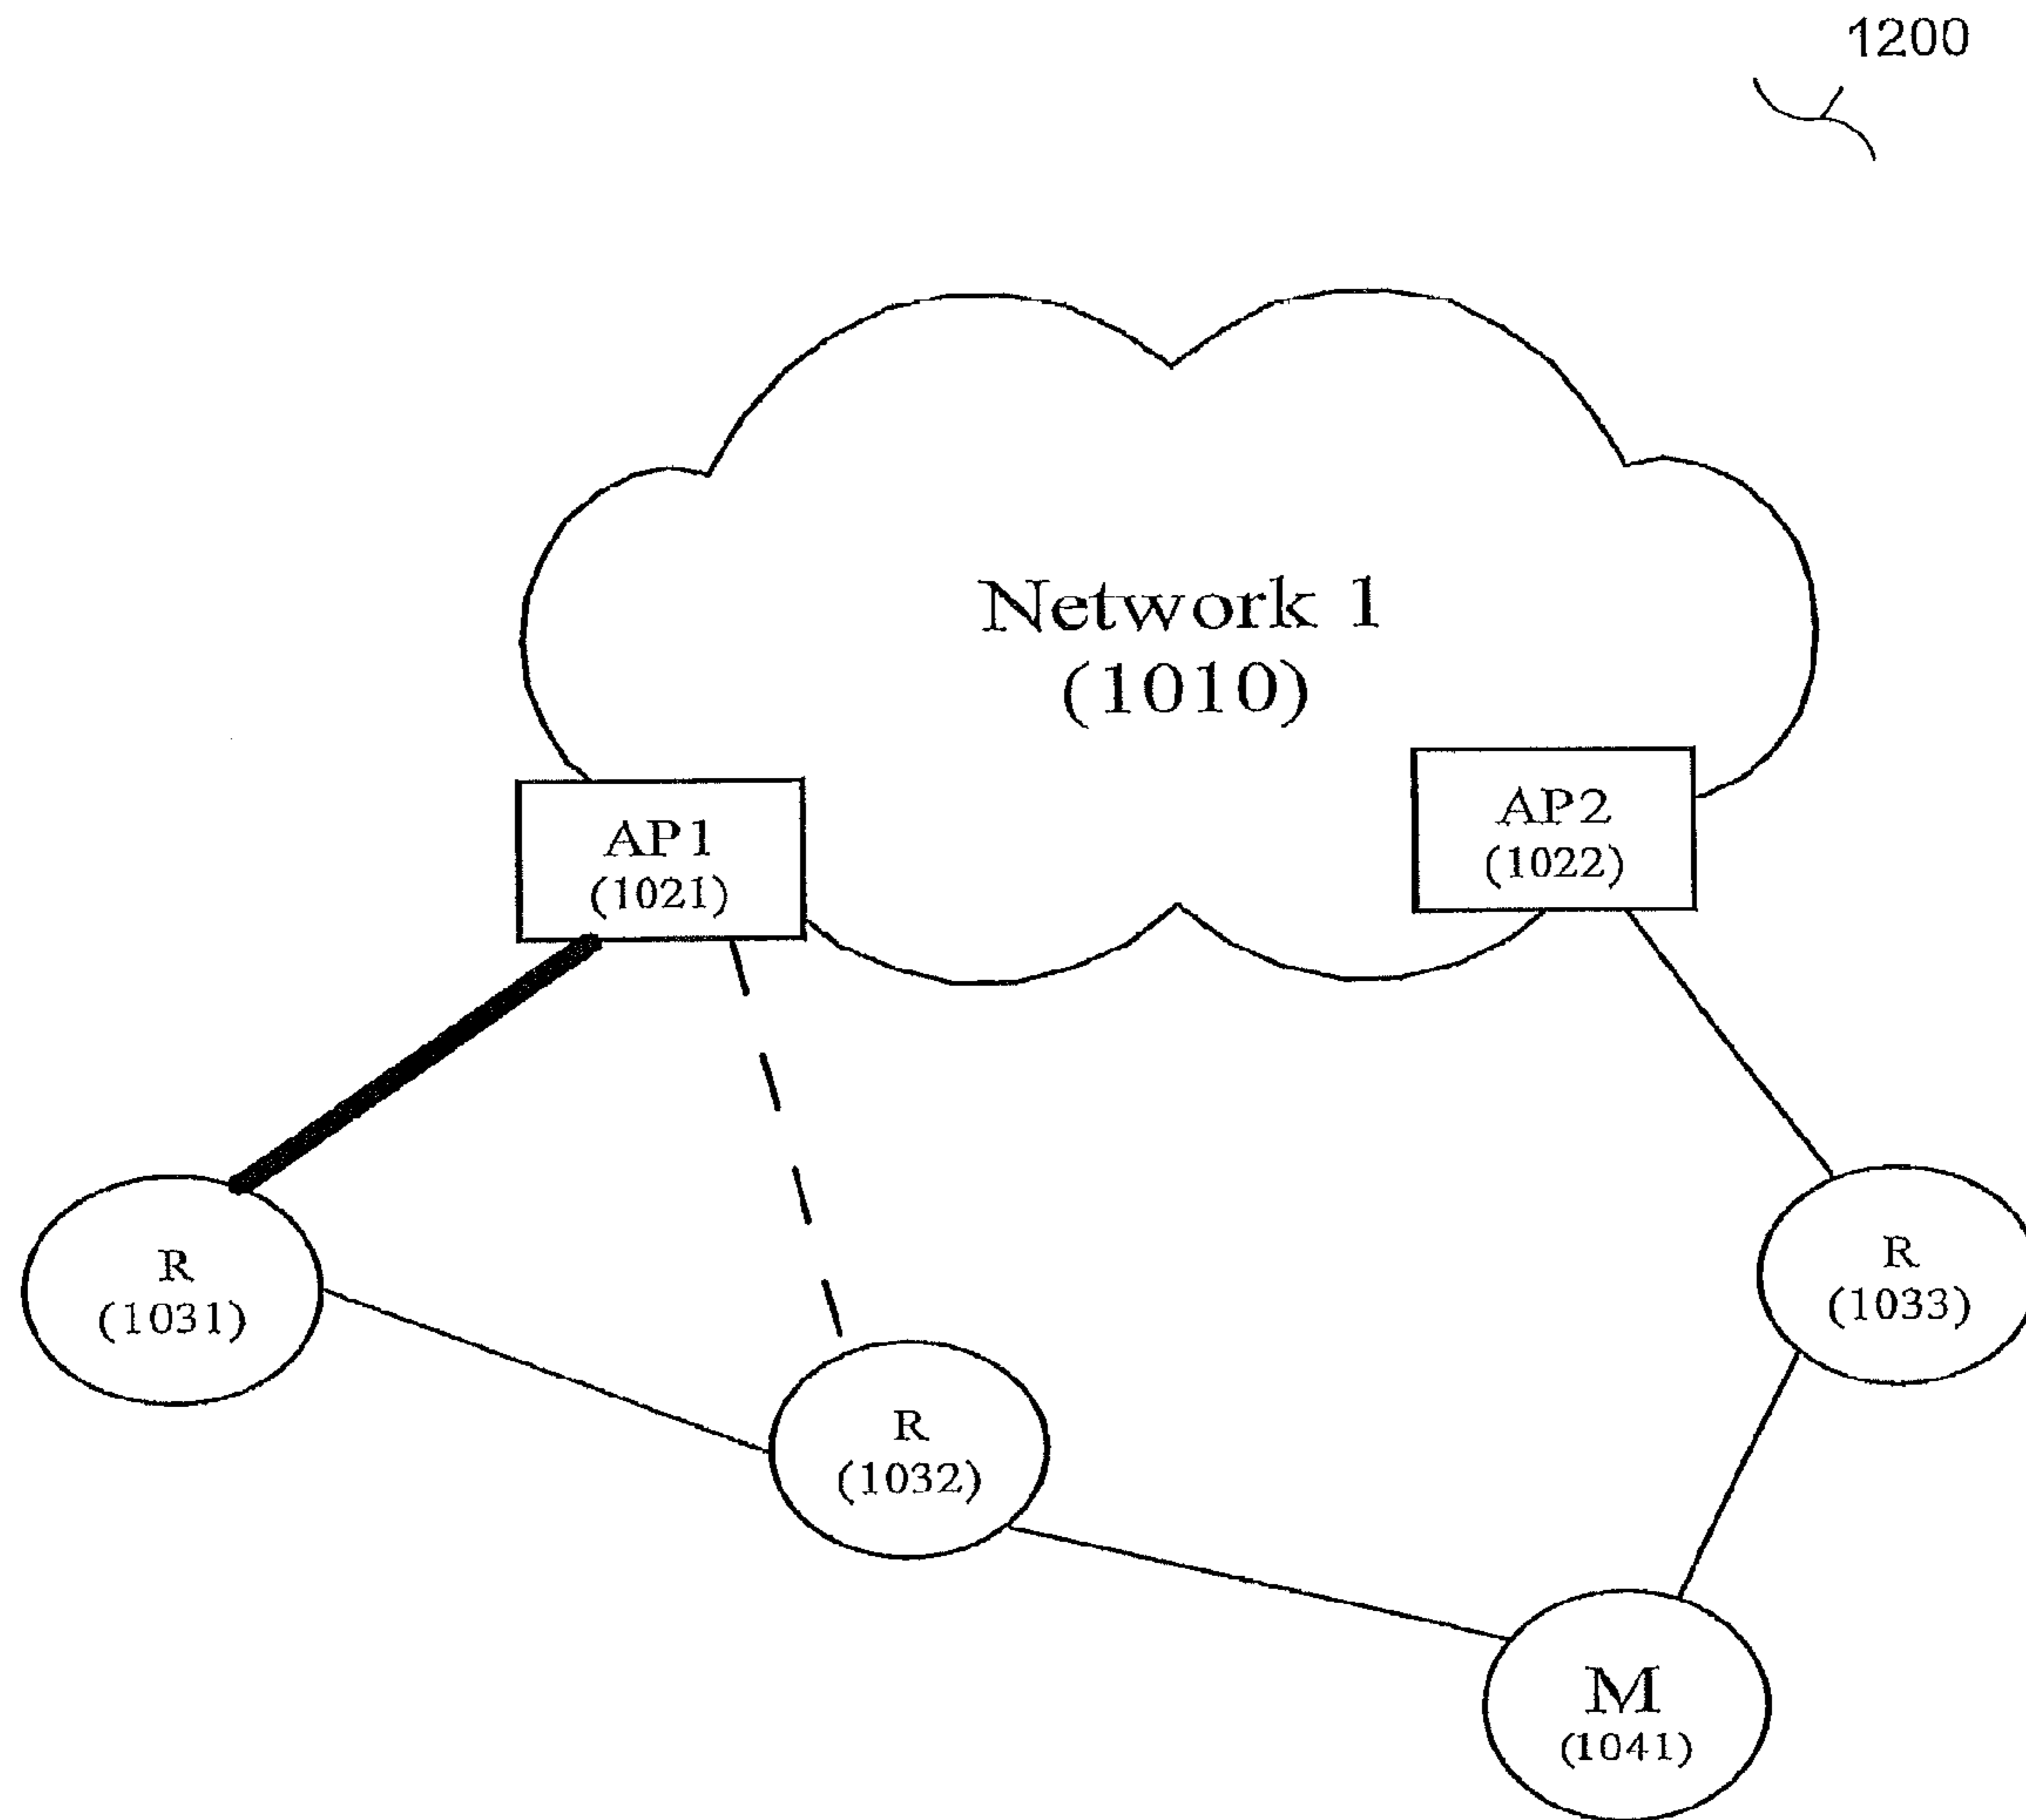 1200
Network 1
(1010)
AP1
(1021)
AP2
(1022)
R
(1031)
R
(1033)
R
(1032)
M
(1041)